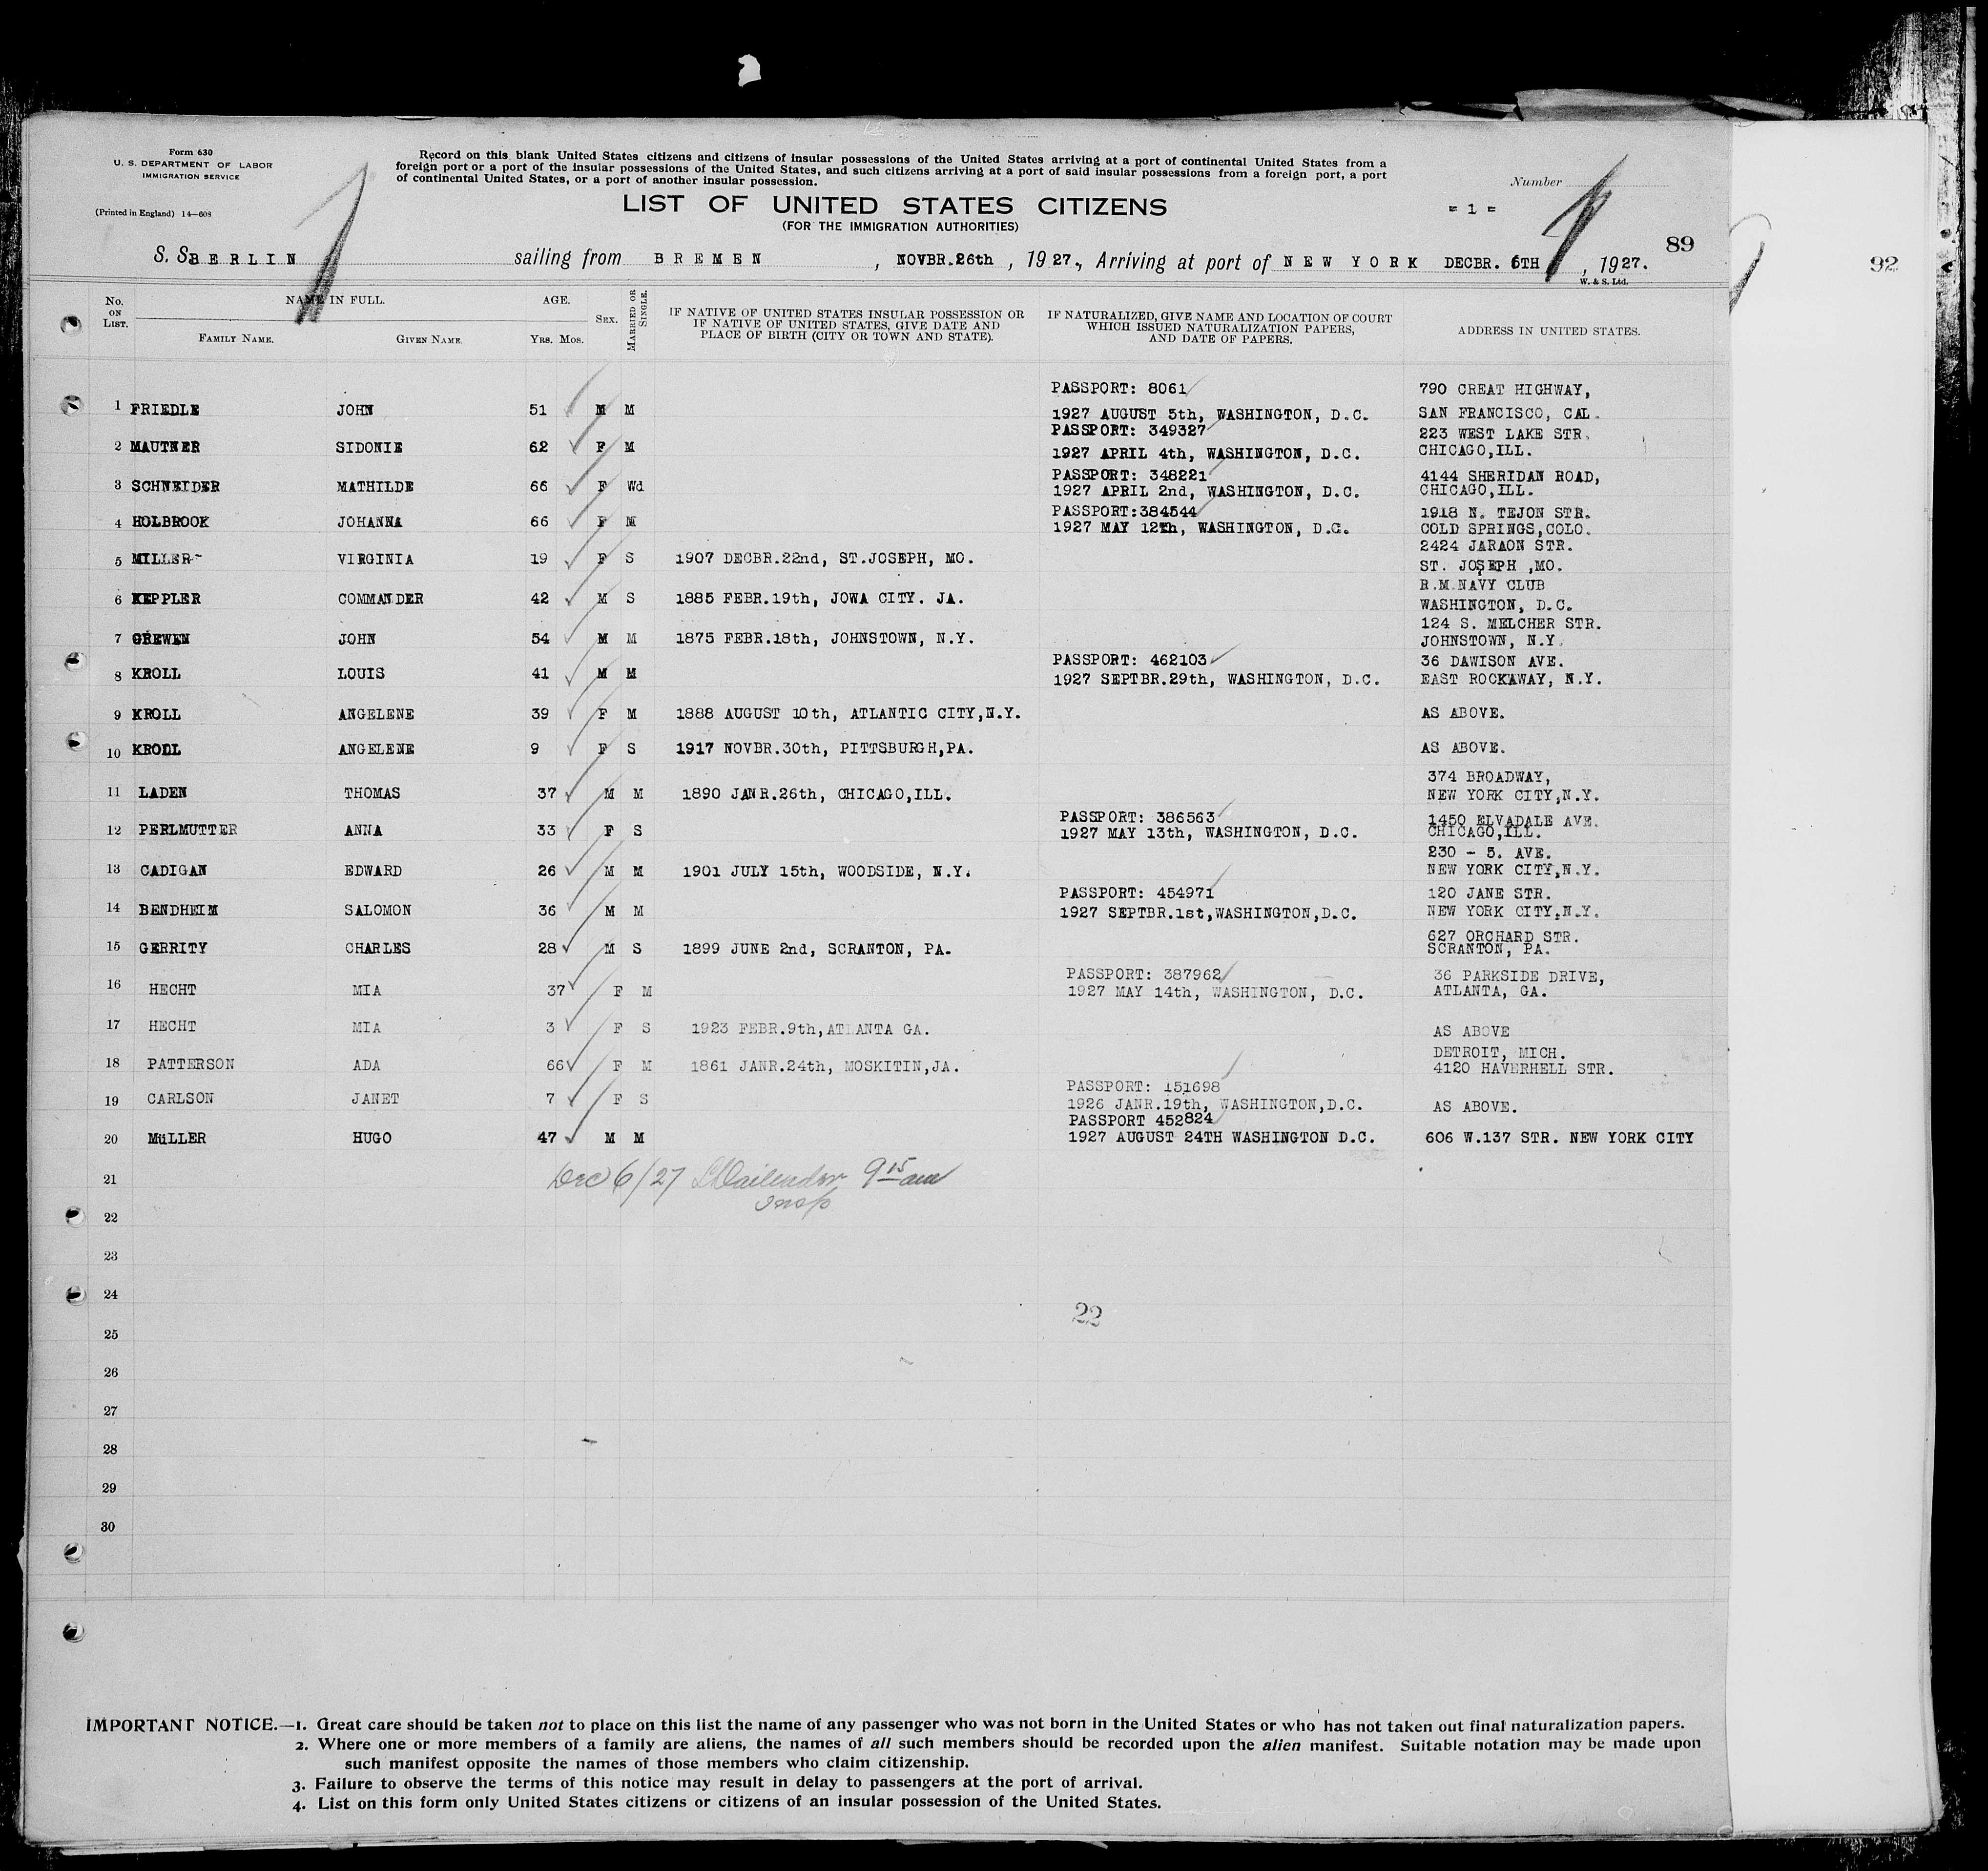 Form 630
U. S. DEPARTMENT OF LABOR
IMMIGRATION SERVICE
(Printed in England) 14—608
Record on this blank United States citizens and citizens of insular possessions of the United States arriving at a port of continental United States from a
foreign port or a port of the insular possessions of the United States, and such citizens arriving at a port of said insular possessions from a foreign port, a port
of continental United States, or a port of another insular possession.
Number
LIST OF UNITED STATES CITIZENS
(FOR THE IMMIGRATION AUTHORITIES)
= 1 =
89
92
S. S. BERLIN sailing from BREMEN, NOVBR.26th, 1927., Arriving at port of NEW YORK DECBR. 6TH, 1927.
W. & S. Ltd.
No. ON LIST.
NAME IN FULL.
FAMILY NAME. GIVEN NAME.
AGE.
YRS. MOS.
SEX.
MARRIED OR SINGLE.
IF NATIVE OF UNITED STATES INSULAR POSSESSION OR
IF NATIVE OF UNITED STATES, GIVE DATE AND
PLACE OF BIRTH (CITY OR TOWN AND STATE).
IF NATURALIZED, GIVE NAME AND LOCATION OF COURT
WHICH ISSUED NATURALIZATION PAPERS,
AND DATE OF PAPERS.
ADDRESS IN UNITED STATES.
PASSPORT: 8061 790 CREAT HIGHWAY,
1 FRIEDLE JOHN 51 M M 1927 AUGUST 5th, WASHINGTON, D.C. SAN FRANCISCO, CAL.
PASSPORT: 349327 223 WEST LAKE STR.
2 MAUTNER SIDONIE 62 F M 1927 APRIL 4th, WASHINGTON, D.C. CHICAGO,ILL.
PASSPORT: 348221 4144 SHERIDAN ROAD,
3 SCHNEIDER MATHILDE 66 F Wd 1927 APRIL 2nd, WASHINGTON, D.C. CHICAGO,ILL.
PASSPORT:384544 1918 N. TEJON STR.
4 HOLBROOK JOHANNA 66 F M 1927 MAY 12th, WASHINGTON, D.C. COLD SPRINGS,COLO.
2424 JARAON STR.
5 MILLER VIRGINIA 19 F S 1907 DECBR.22nd, ST.JOSEPH, MO. ST. JOSEPH ,MO.
R.M.NAVY CLUB
6 KEPPLER COMMANDER 42 M S 1885 FEBR.19th, JOWA CITY. JA. WASHINGTON, D.C.
124 S. MELCHER STR.
7 GREWEN JOHN 54 M M 1875 FEBR.18th, JOHNSTOWN, N.Y. JOHNSTOWN, N.Y.
PASSPORT: 462103 36 DAWISON AVE.
8 KROLL LOUIS 41 M M 1927 SEPTBR.29th, WASHINGTON, D.C. EAST ROCKAWAY, N.Y.
9 KROLL ANGELENE 39 F M 1888 AUGUST 10th, ATLANTIC CITY,N.Y. AS ABOVE.
10 KROLL ANGELENE 9 F S 1917 NOVBR.30th, PITTSBURGH,PA. AS ABOVE.
374 BROADWAY,
11 LADEN THOMAS 37 M M 1890 JANR.26th, CHICAGO,ILL. NEW YORK CITY,N.Y.
PASSPORT: 386563 1450 ELVADALE AVE.
12 PERLMUTTER ANNA 33 F S 1927 MAY 13th, WASHINGTON, D.C. CHICAGO,ILL.
230 - 5. AVE.
13 CADIGAN EDWARD 26 M M 1901 JULY 15th, WOODSIDE, N.Y. NEW YORK CITY,N.Y.
PASSPORT: 454971 120 JANE STR.
14 BENDHEIM SALOMON 36 M M 1927 SEPTBR.1st,WASHINGTON,D.C. NEW YORK CITY,N.Y.
627 ORCHARD STR.
15 GERRITY CHARLES 28 M S 1899 JUNE 2nd, SCRANTON, PA. SCRANTON, PA.
PASSPORT: 387962 36 PARKSIDE DRIVE,
16 HECHT MIA 37 F M 1927 MAY 14th, WASHINGTON, D.C. ATLANTA, GA.
17 HECHT MIA 3 F S 1923 FEBR.9th,ATLANTA GA. AS ABOVE
DETROIT, MICH.
18 PATTERSON ADA 66 F M 1861 JANR.24th, MOSKITIN,JA. 4120 HAVERHELL STR.
PASSPORT: 151698
19 CARLSON JANET 7 F S 1926 JANR.19th, WASHINGTON,D.C. AS ABOVE.
PASSPORT 452824
20 MüLLER HUGO 47 M M 1927 AUGUST 24TH WASHINGTON D.C. 606 W.137 STR. NEW YORK CITY
Dec 6/27 9 15 am
21
Insp
22
23
24
22
25
26
27
28
29
30
IMPORTANT NOTICE.—1. Great care should be taken not to place on this list the name of any passenger who was not born in the United States or who has not taken out final naturalization papers.
2. Where one or more members of a family are aliens, the names of all such members should be recorded upon the alien manifest. Suitable notation may be made upon
such manifest opposite the names of those members who claim citizenship.
3. Failure to observe the terms of this notice may result in delay to passengers at the port of arrival.
4. List on this form only United States citizens or citizens of an insular possession of the United States.